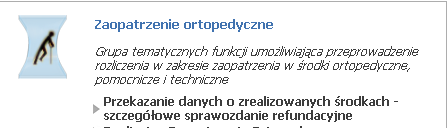 Zaopatrzenie ortopedyczne
Grupa tematycznych funkcji umożliwiająca przeprowadzenie
rozliczenia w zakresie zaopatrzenia w środki ortopedyczne,
pomocnicze i techniczne
Przekazanie danych o zrealizowanych środkach -
szczegółowe sprawozdanie refundacyjne